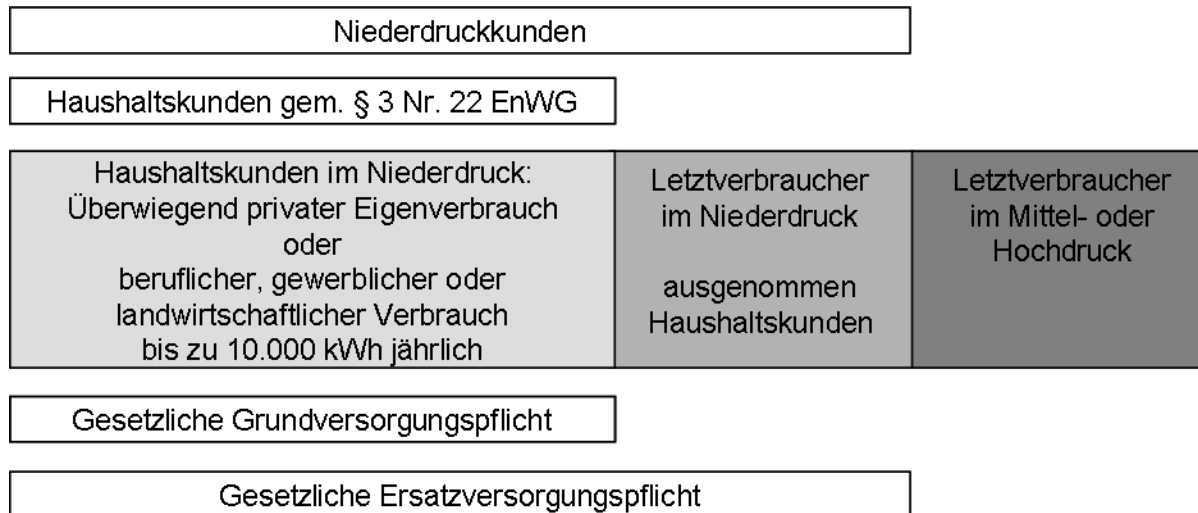 Niederdruckkunden
Haushaltskunden gem. § 3 Nr. 22 EnWG
Haushaltskunden im Niederdruck:
Überwiegend privater Eigenverbrauch
oder
beruflicher, gewerblicher oder
landwirtschaftlicher Verbrauch
bis zu 10.000 kWh jährlich
Letztverbraucher
im Niederdruck
ausgenommen
Haushaltskunden
Letztverbraucher
im Mittel- oder
Hochdruck
Gesetzliche Grundversorgungspflicht
Gesetzliche Ersatzversorgungspflicht